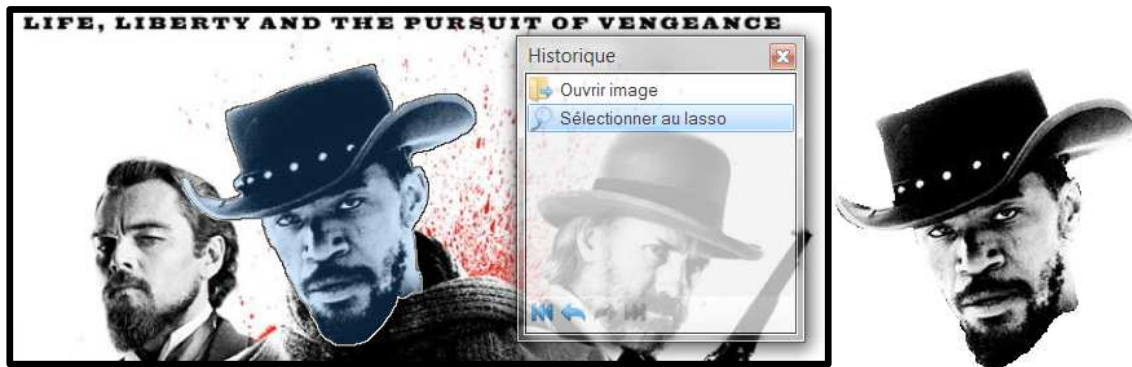 LIFE, LIBERTY AND THE PURSUIT OF VENGEANCE
Historique
Ouvrir image
Sélectionner au lasso